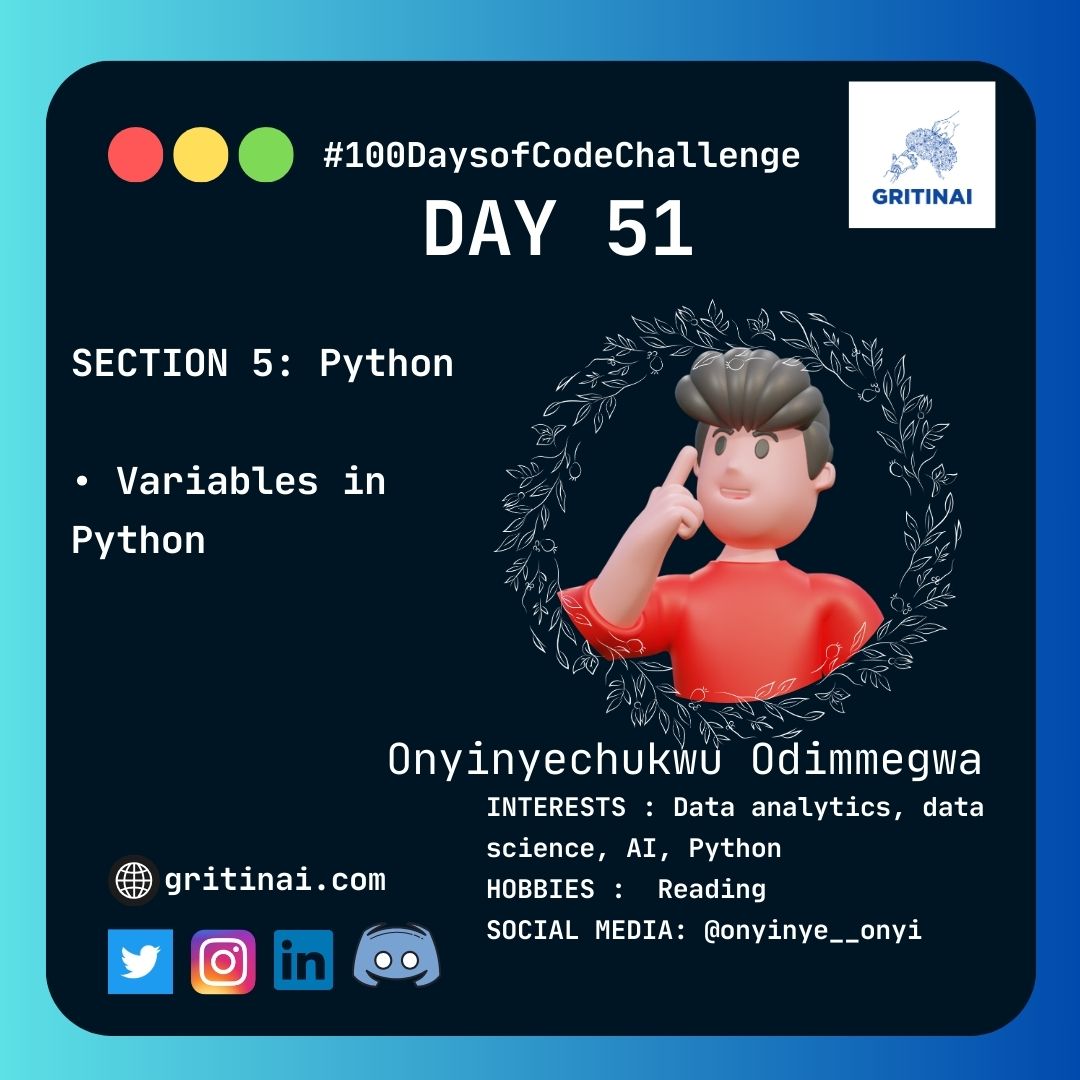 #100DaysofCodeChallenge
DAY 51
GRITINAI
SECTION 5: Python
• Variables in
Python
Onyinyechukwu Odimmegwa
INTERESTS : Data analytics, data
science, AI, Python
HOBBIES : Reading
SOCIAL MEDIA: @onyinye__onyi
gritinai.com
in